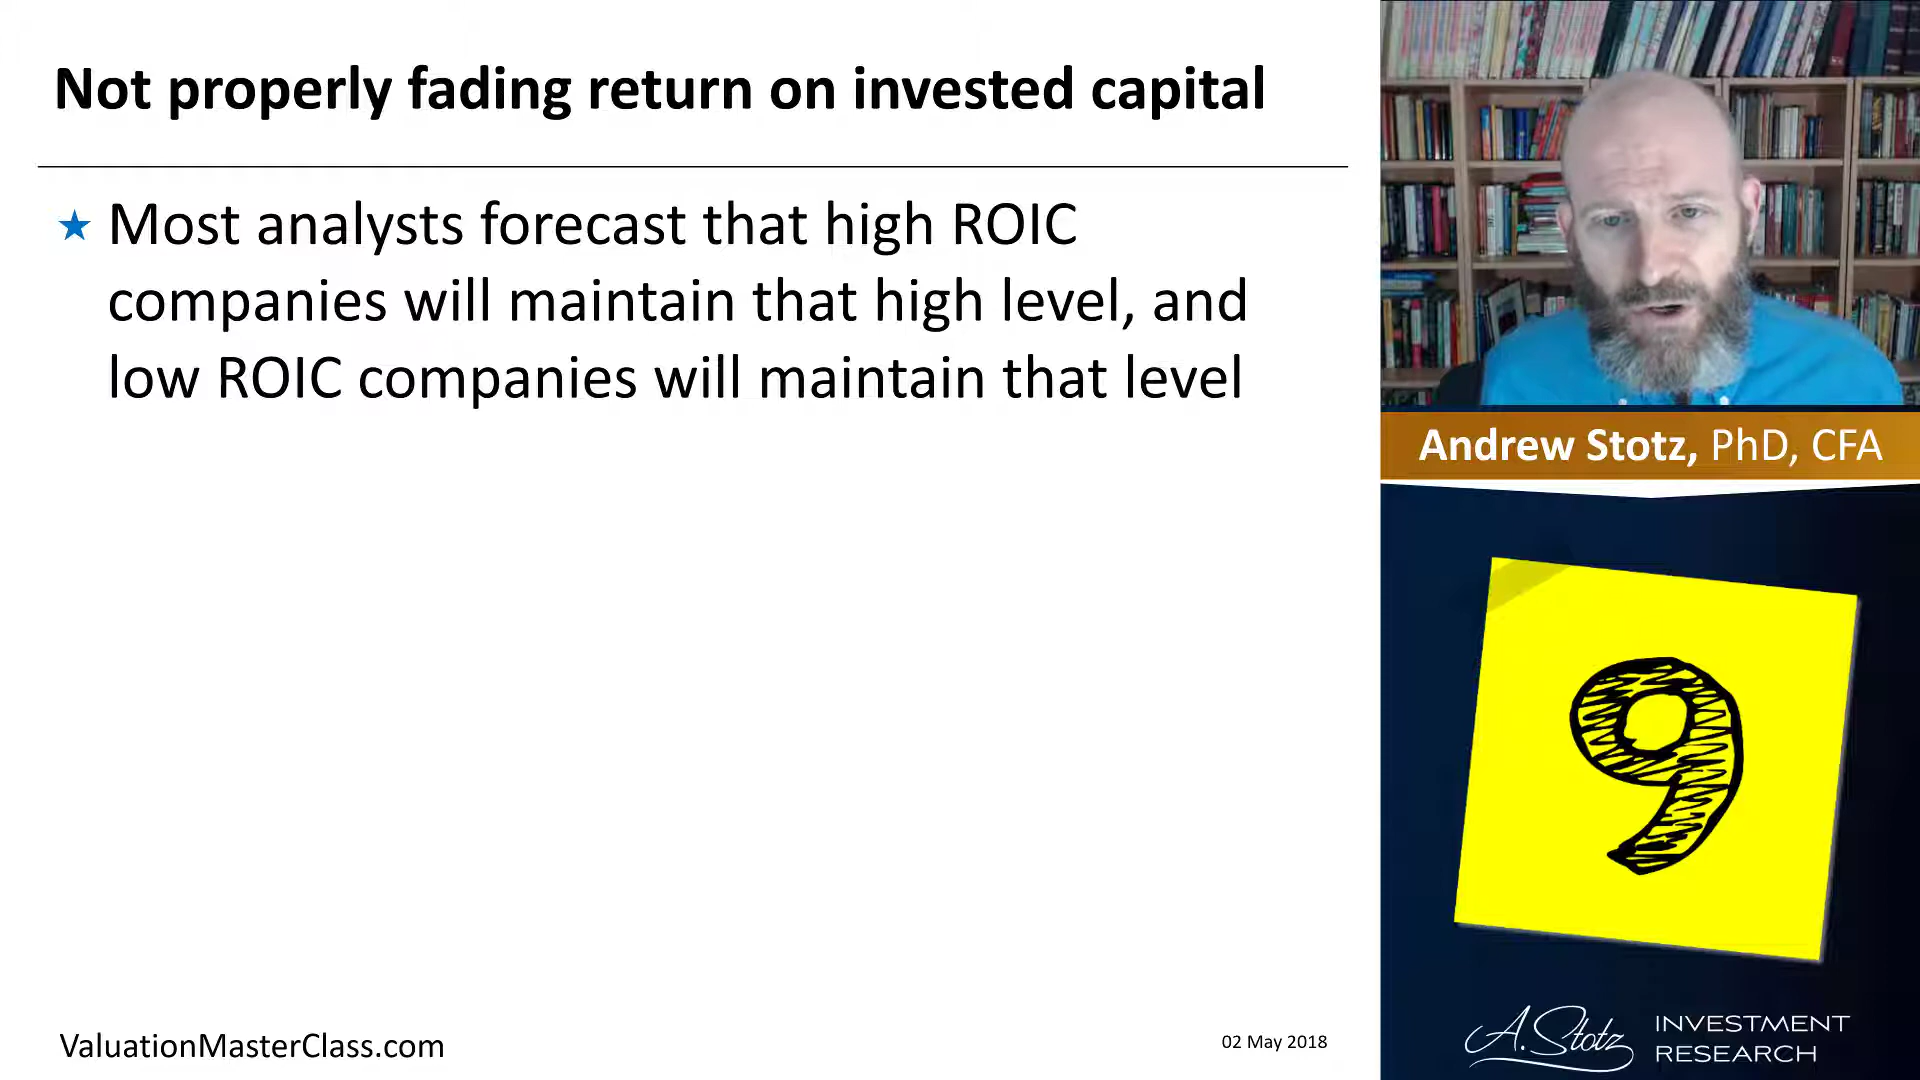 Not properly fading return on invested capital
Most analysts forecast that high ROIC
companies will maintain that high level, and
low ROIC companies will maintain that level
Andrew Stotz, PhD, CFA
9
ValuationMasterClass.com
02 May 2018
A. Stotz
INVESTMENT
RESEARCH